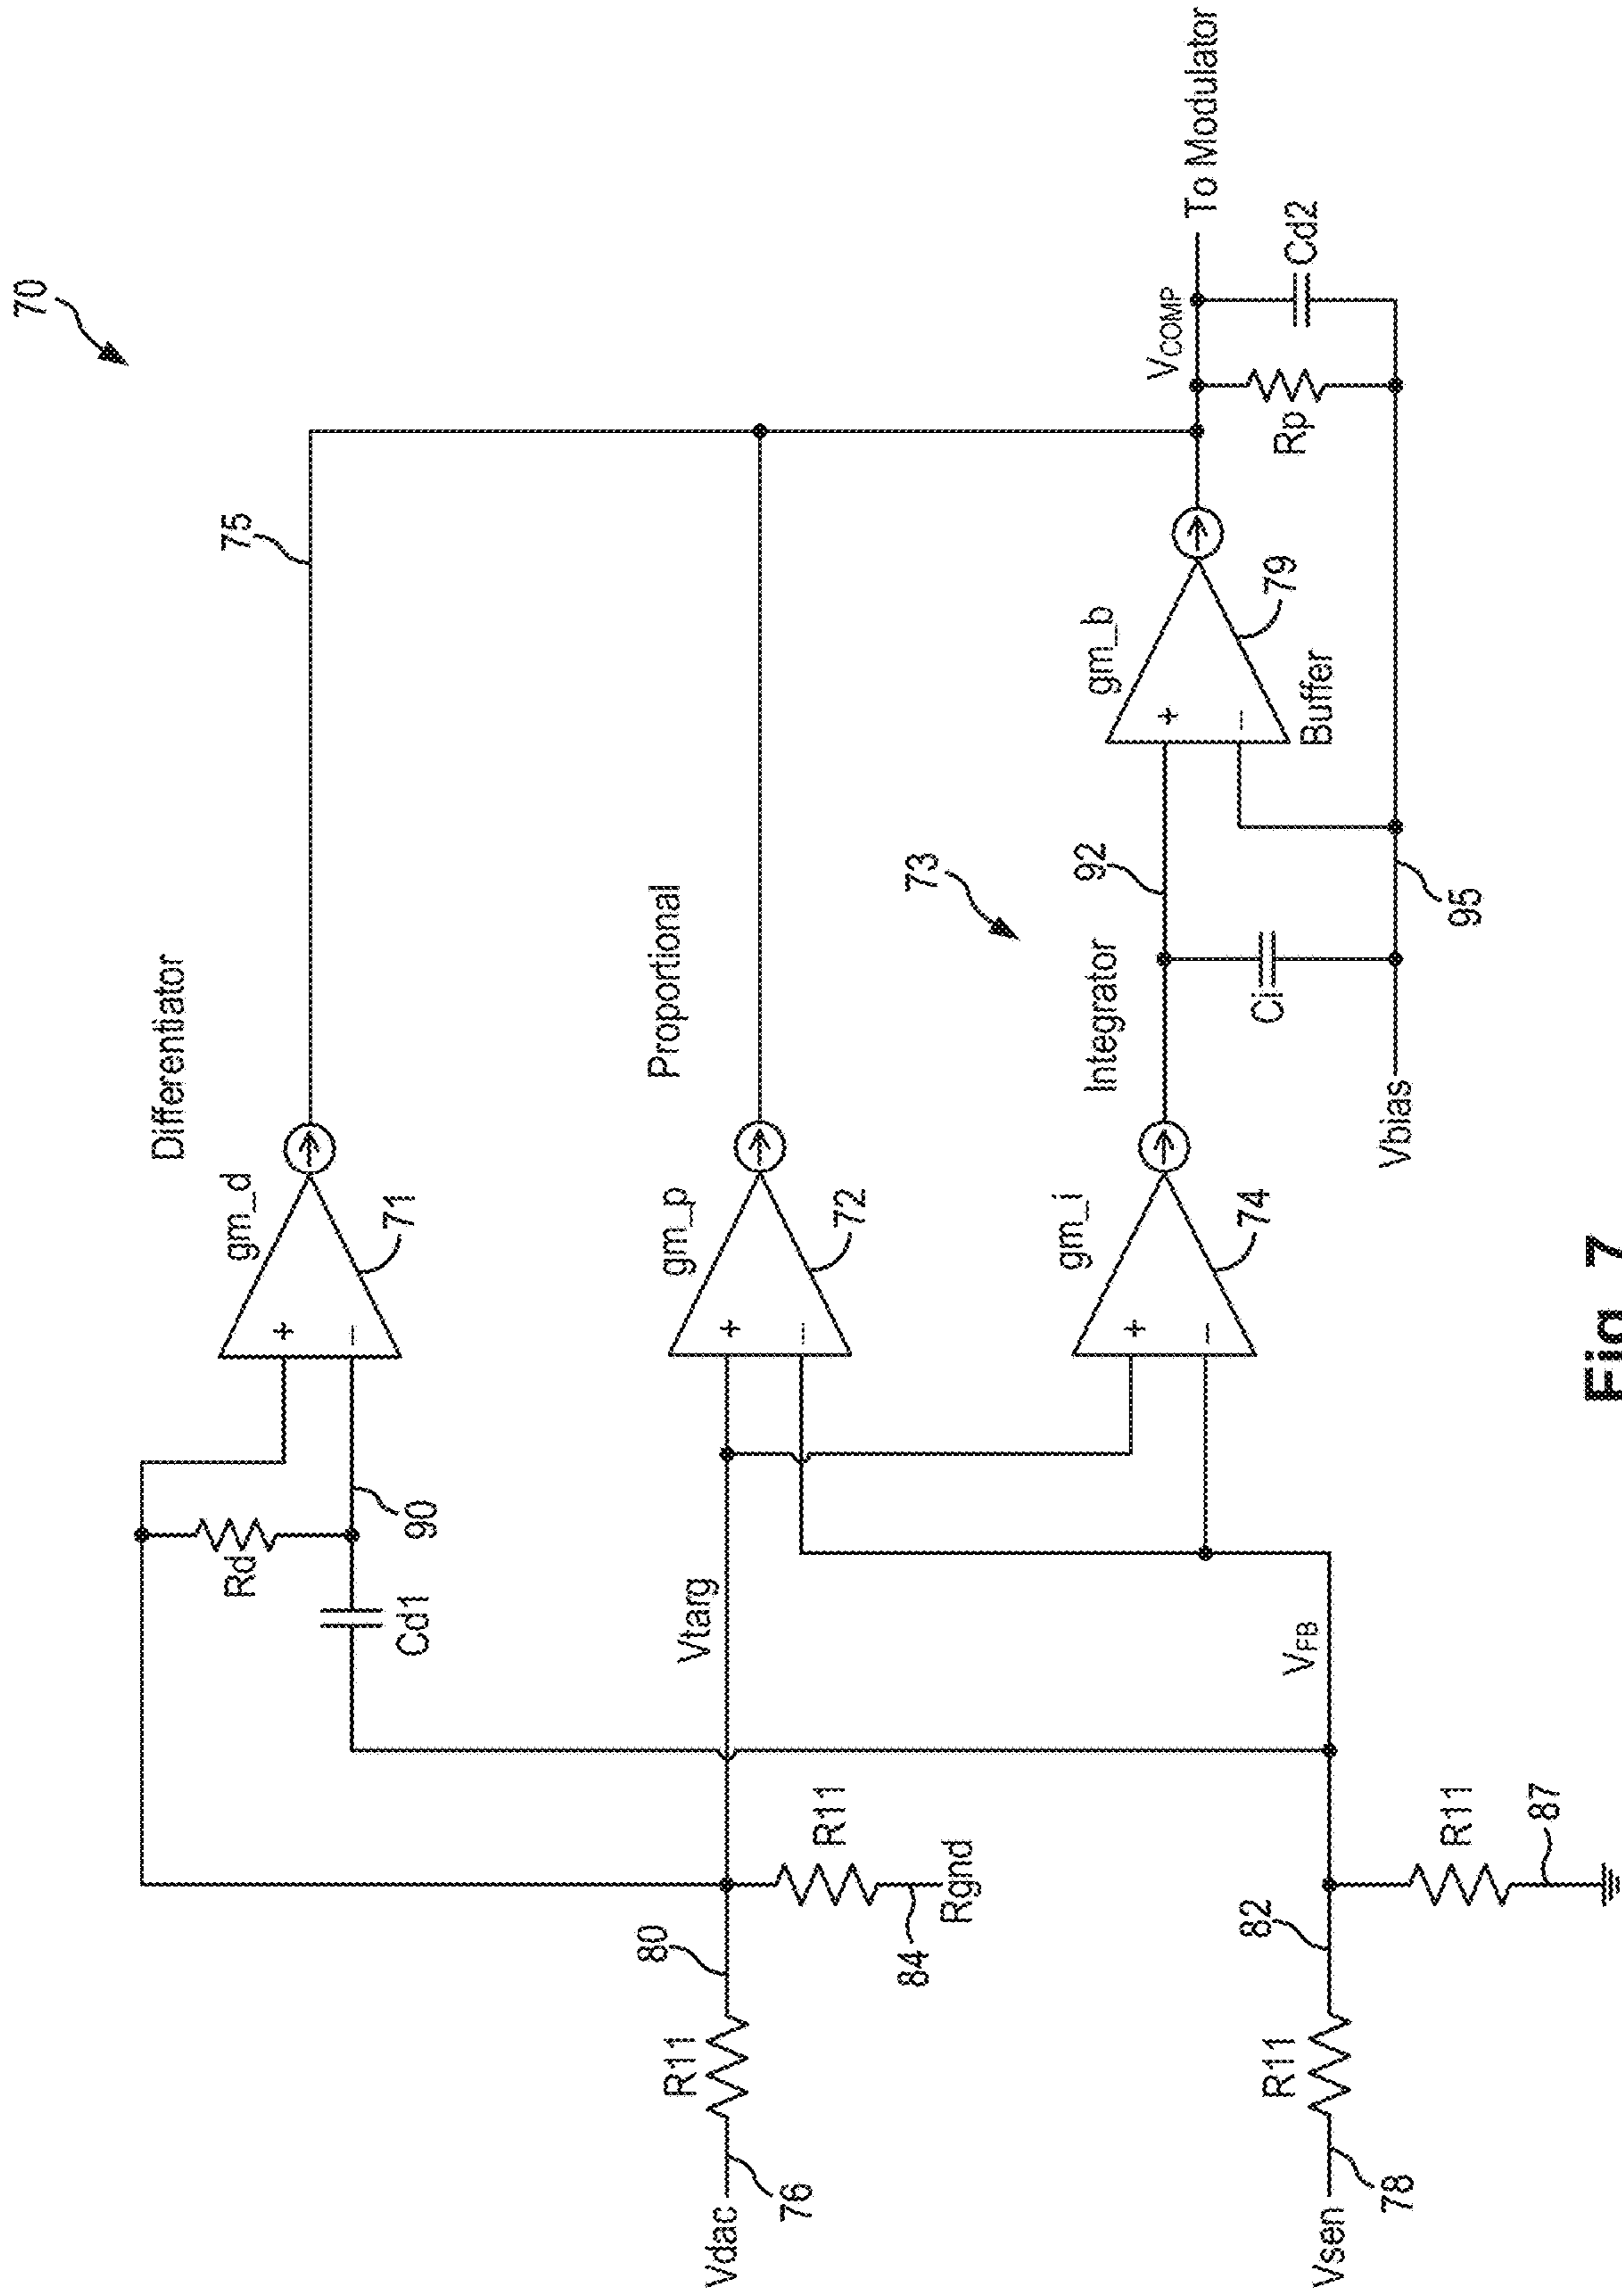 70
Differentiator
gm_d
75
+
−
71
Rd
90
Cd1
Proportional
gm_p
+
−
72
Vtarg
80
R11
R11
Vdac
76
84
Rgnd
73
Integrator
gm_i
+
−
74
92
gm_b
+
−
79
Buffer
Ci
Vbias
95
VCOMP
To Modulator
Rp
Cd2
VFB
82
R11
R11
Vsen
78
87
Fig. 7